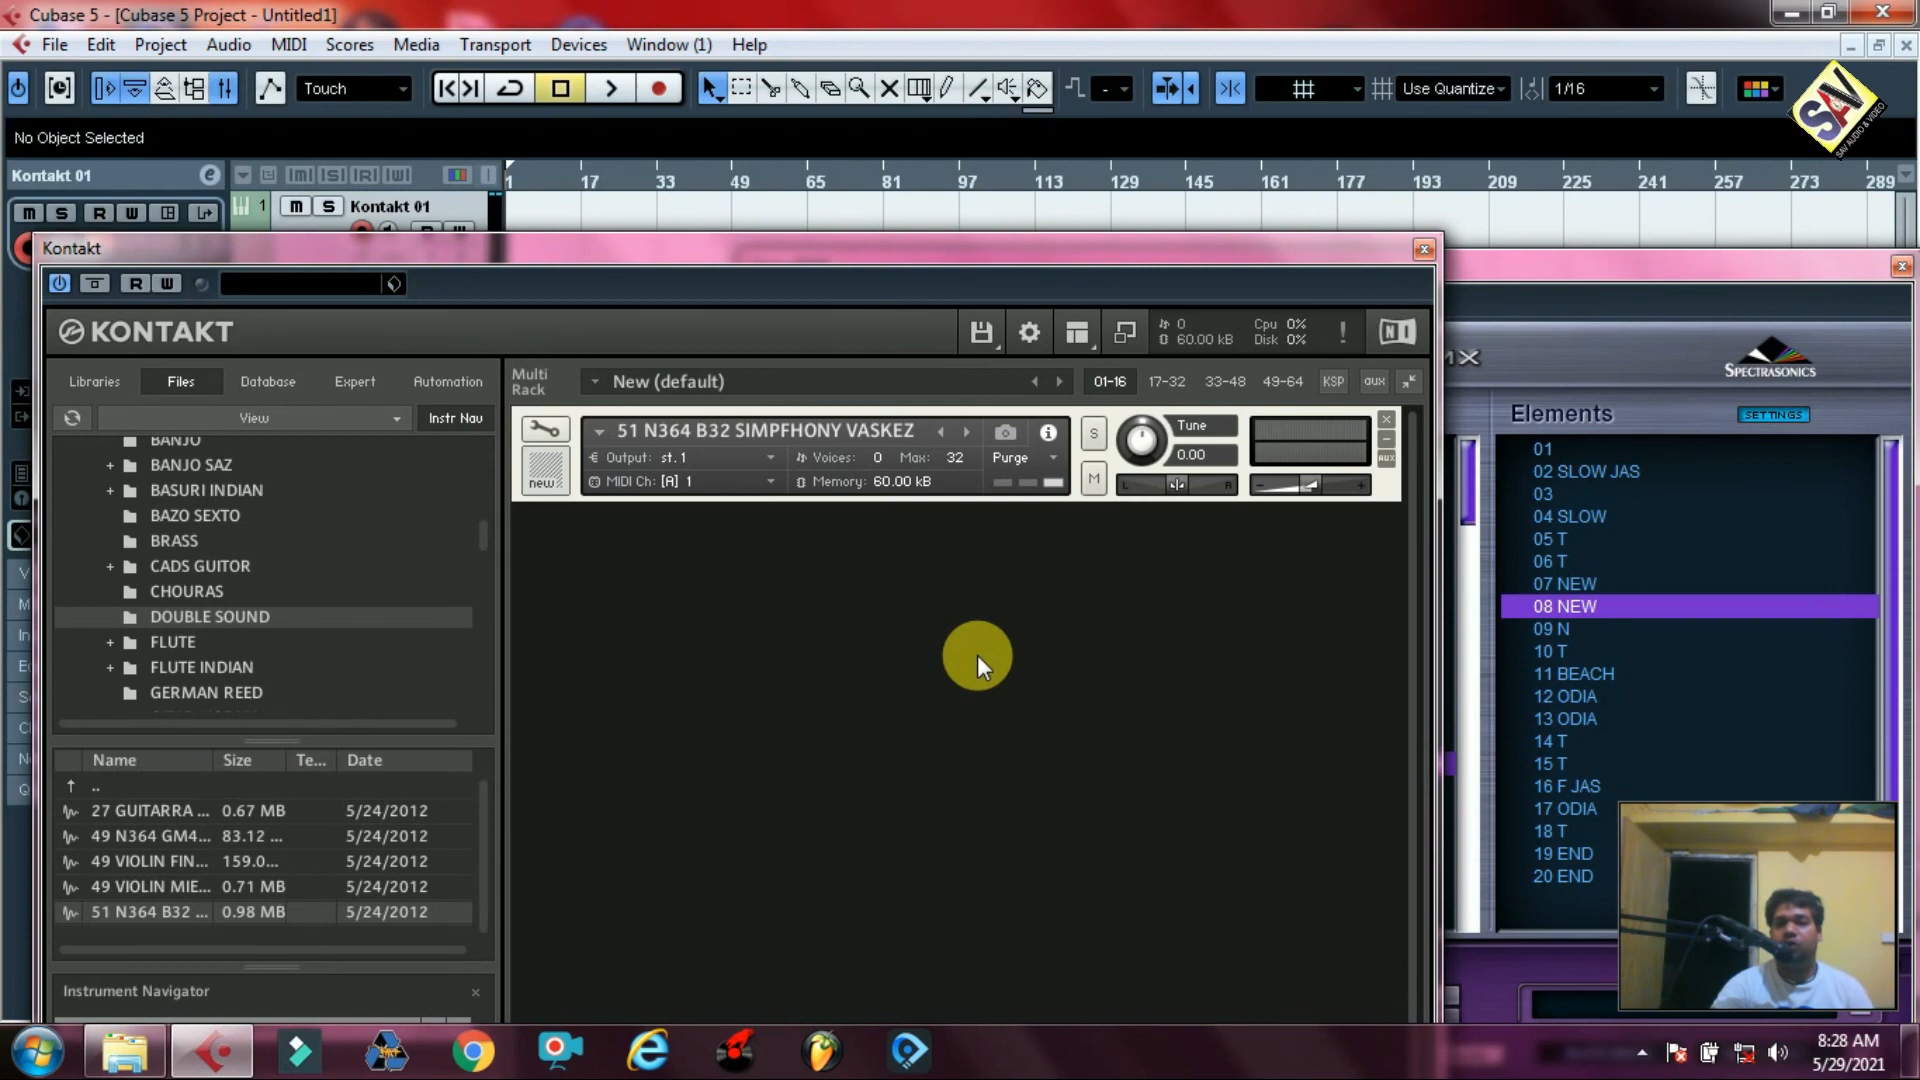 Cubase 5 - [Cubase 5 Project - Untitled1]
File Edit Project Audio MIDI Scores Media Transport Devices Window (1) Help
Touch
- Use Quantize 1/16
SAV
SAV AUDIO & VIDEO
No Object Selected
Kontakt 01
1 17 33 49 65 81 97 113 129 145 161 177 193 209 225 241 257 273 289
M S R W
1 M S Kontakt 01
Kontakt
R W
KONTAKT
0
60.00 kB
Cpu 0%
Disk 0%
!
NI
Libraries Files Database Expert Automation
Multi Rack
New (default)
01-16 17-32 33-48 49-64 KSP aux
View Instr Nav
BANJO
+ BANJO SAZ
+ BASURI INDIAN
BAZO SEXTO
BRASS
+ CADS GUITOR
CHOURAS
DOUBLE SOUND
+ FLUTE
+ FLUTE INDIAN
GERMAN REED
51 N364 B32 SIMPFHONY VASKEZ
Output: st.1 Voices: 0 Max: 32 Purge
MIDI Ch: [A] 1 Memory: 60.00 kB
new
S
M
Tune
0.00
L R
- +
AUX
Name Size Te... Date
..
27 GUITARRA ... 0.67 MB 5/24/2012
49 N364 GM4... 83.12 ... 5/24/2012
49 VIOLIN FIN... 159.0... 5/24/2012
49 VIOLIN MIE... 0.71 MB 5/24/2012
51 N364 B32 ... 0.98 MB 5/24/2012
Instrument Navigator
SPECTRASONICS
Elements SETTINGS
01
02 SLOW JAS
03
04 SLOW
05 T
06 T
07 NEW
08 NEW
09 N
10 T
11 BEACH
12 ODIA
13 ODIA
14 T
15 T
16 F JAS
17 ODIA
18 T
19 END
20 END
8:28 AM
5/29/2021